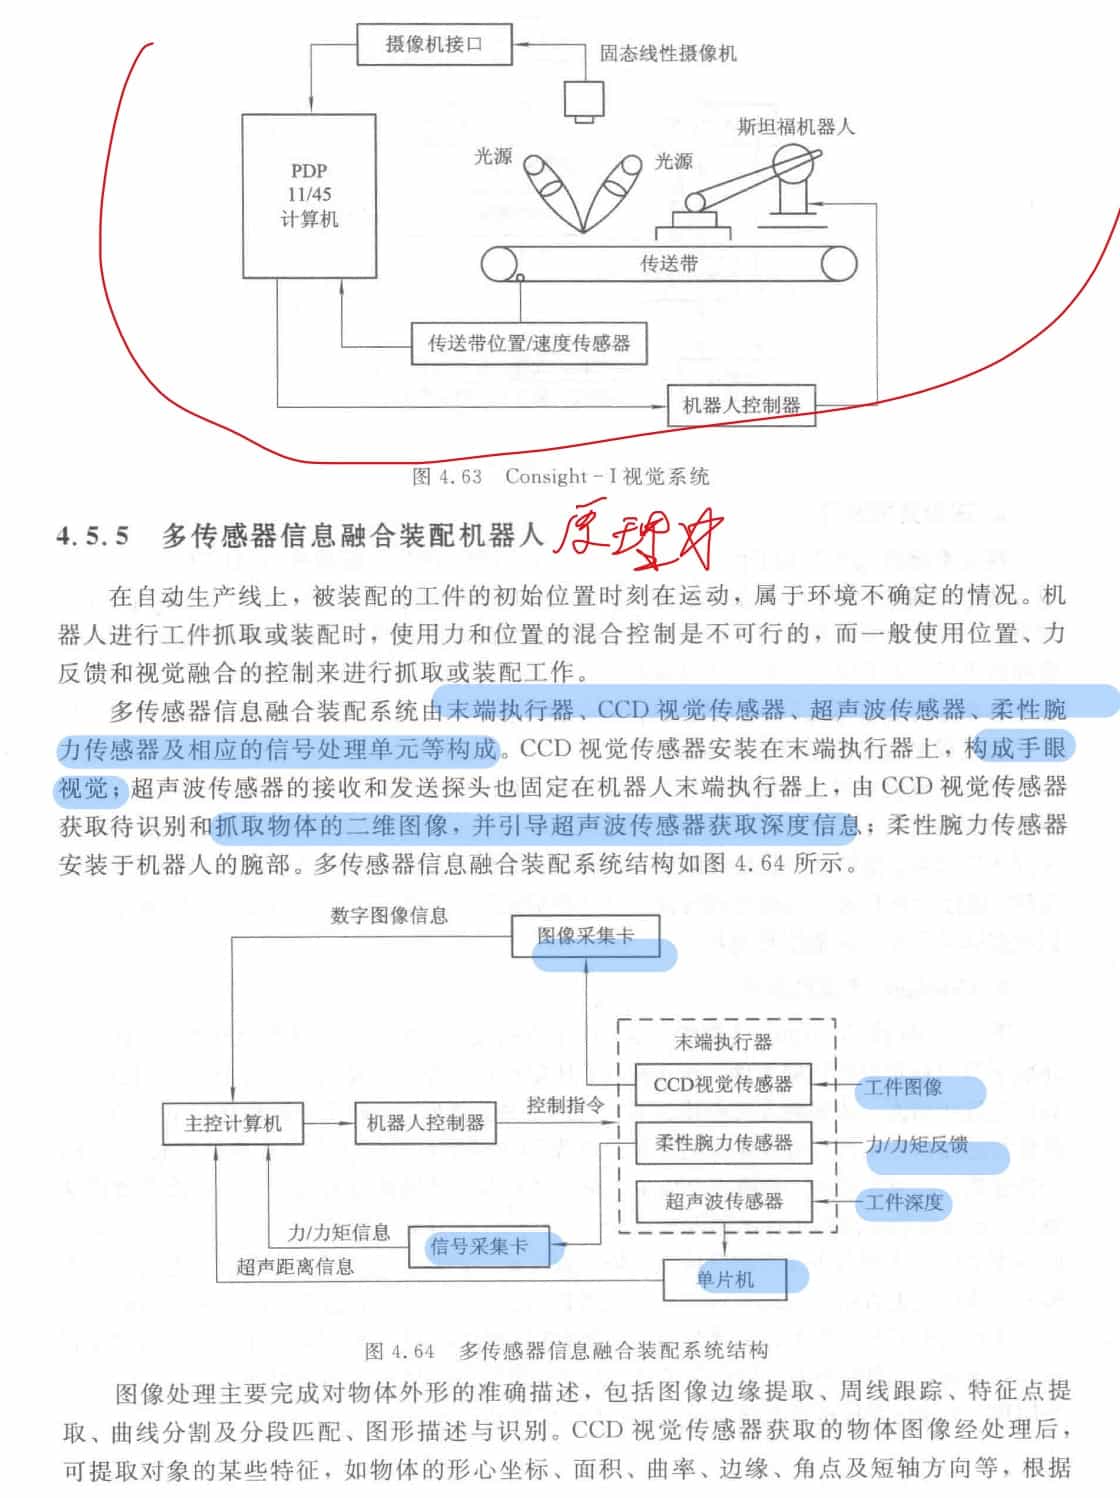 摄像机接口
固态线性摄像机
斯坦福机器人
光源
光源
PDP
11/45
计算机
传送带
传送带位置/速度传感器
机器人控制器
图 4.63 Consight-I 视觉系统
4.5.5 多传感器信息融合装配机器人
在自动生产线上，被装配的工件的初始位置时刻在运动，属于环境不确定的情况。机
器人进行工件抓取或装配时，使用力和位置的混合控制是不可行的，而一般使用位置、力
反馈和视觉融合的控制来进行抓取或装配工作。
多传感器信息融合装配系统由末端执行器、CCD 视觉传感器、超声波传感器、柔性腕
力传感器及相应的信号处理单元等构成。CCD 视觉传感器安装在末端执行器上，构成手眼
视觉；超声波传感器的接收和发送探头也固定在机器人末端执行器上，由 CCD 视觉传感器
获取待识别和抓取物体的二维图像，并引导超声波传感器获取深度信息；柔性腕力传感器
安装于机器人的腕部。多传感器信息融合装配系统结构如图 4.64 所示。
数字图像信息
图像采集卡
末端执行器
CCD视觉传感器
工件图像
控制指令
主控计算机
机器人控制器
柔性腕力传感器
力/力矩反馈
超声波传感器
工件深度
力/力矩信息
信号采集卡
超声距离信息
单片机
图 4.64 多传感器信息融合装配系统结构
图像处理主要完成对物体外形的准确描述，包括图像边缘提取、周线跟踪、特征点提
取、曲线分割及分段匹配、图形描述与识别。CCD 视觉传感器获取的物体图像经处理后，
可提取对象的某些特征，如物体的形心坐标、面积、曲率、边缘、角点及短轴方向等，根据